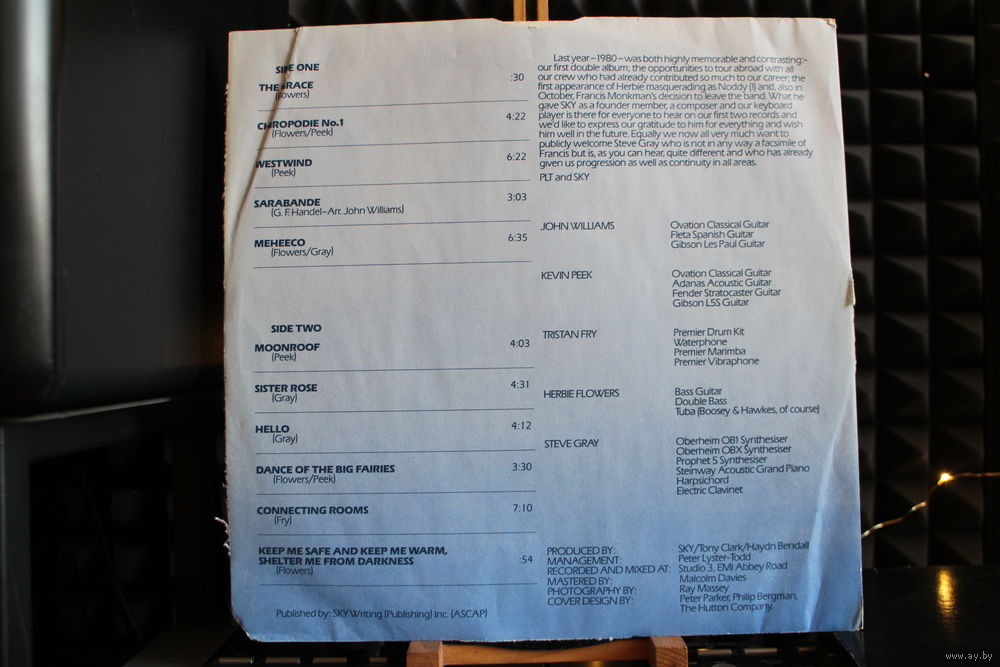 SIDE ONE
THE GRACE :30
(Flowers)
CHROPODIE No.1 4:22
(Flowers/Peek)
WESTWIND 6:22
(Peek)
SARABANDE 3:03
(G. F. Handel–Arr. John Williams)
MEHEECO 6:35
(Flowers/Gray)
SIDE TWO
MOONROOF 4:03
(Peek)
SISTER ROSE 4:31
(Gray)
HELLO 4:12
(Gray)
DANCE OF THE BIG FAIRIES 3:30
(Flowers/Peek)
CONNECTING ROOMS 7:10
(Fry)
KEEP ME SAFE AND KEEP ME WARM,
SHELTER ME FROM DARKNESS :54
(Flowers)
Published by: SKY Writing (Publishing) Inc. (ASCAP)
Last year – 1980 – was both highly memorable and contrasting:-
our first double album; the opportunities to tour abroad with all
our crew who had already contributed so much to our career; the
first appearance of Herbie masquerading as Noddy (!) and, also in
October, Francis Monkman's decision to leave the band. What he
gave SKY as a founder member, a composer and our keyboard
player is there for everyone to hear on our first two records and
we'd like to express our gratitude to him for everything and wish
him well in the future. Equally we now all very much want to
publicly welcome Steve Gray who is not in any way a facsimile of
Francis but is, as you can hear, quite different and who has already
given us progression as well as continuity in all areas.
PLT and SKY
JOHN WILLIAMS Ovation Classical Guitar
Fleta Spanish Guitar
Gibson Les Paul Guitar
KEVIN PEEK Ovation Classical Guitar
Adanas Acoustic Guitar
Fender Stratocaster Guitar
Gibson L5S Guitar
TRISTAN FRY Premier Drum Kit
Waterphone
Premier Marimba
Premier Vibraphone
HERBIE FLOWERS Bass Guitar
Double Bass
Tuba (Boosey & Hawkes, of course)
STEVE GRAY Oberheim OB1 Synthesiser
Oberheim OBX Synthesiser
Prophet 5 Synthesiser
Steinway Acoustic Grand Piano
Harpsichord
Electric Clavinet
PRODUCED BY: SKY/Tony Clark/Haydn Bendall
MANAGEMENT: Peter Lyster-Todd
RECORDED AND MIXED AT: Studio 3, EMI Abbey Road
MASTERED BY: Malcolm Davies
PHOTOGRAPHY BY: Ray Massey
COVER DESIGN BY: Peter Parker, Philip Bergman,
The Hutton Company.
www.ay.by